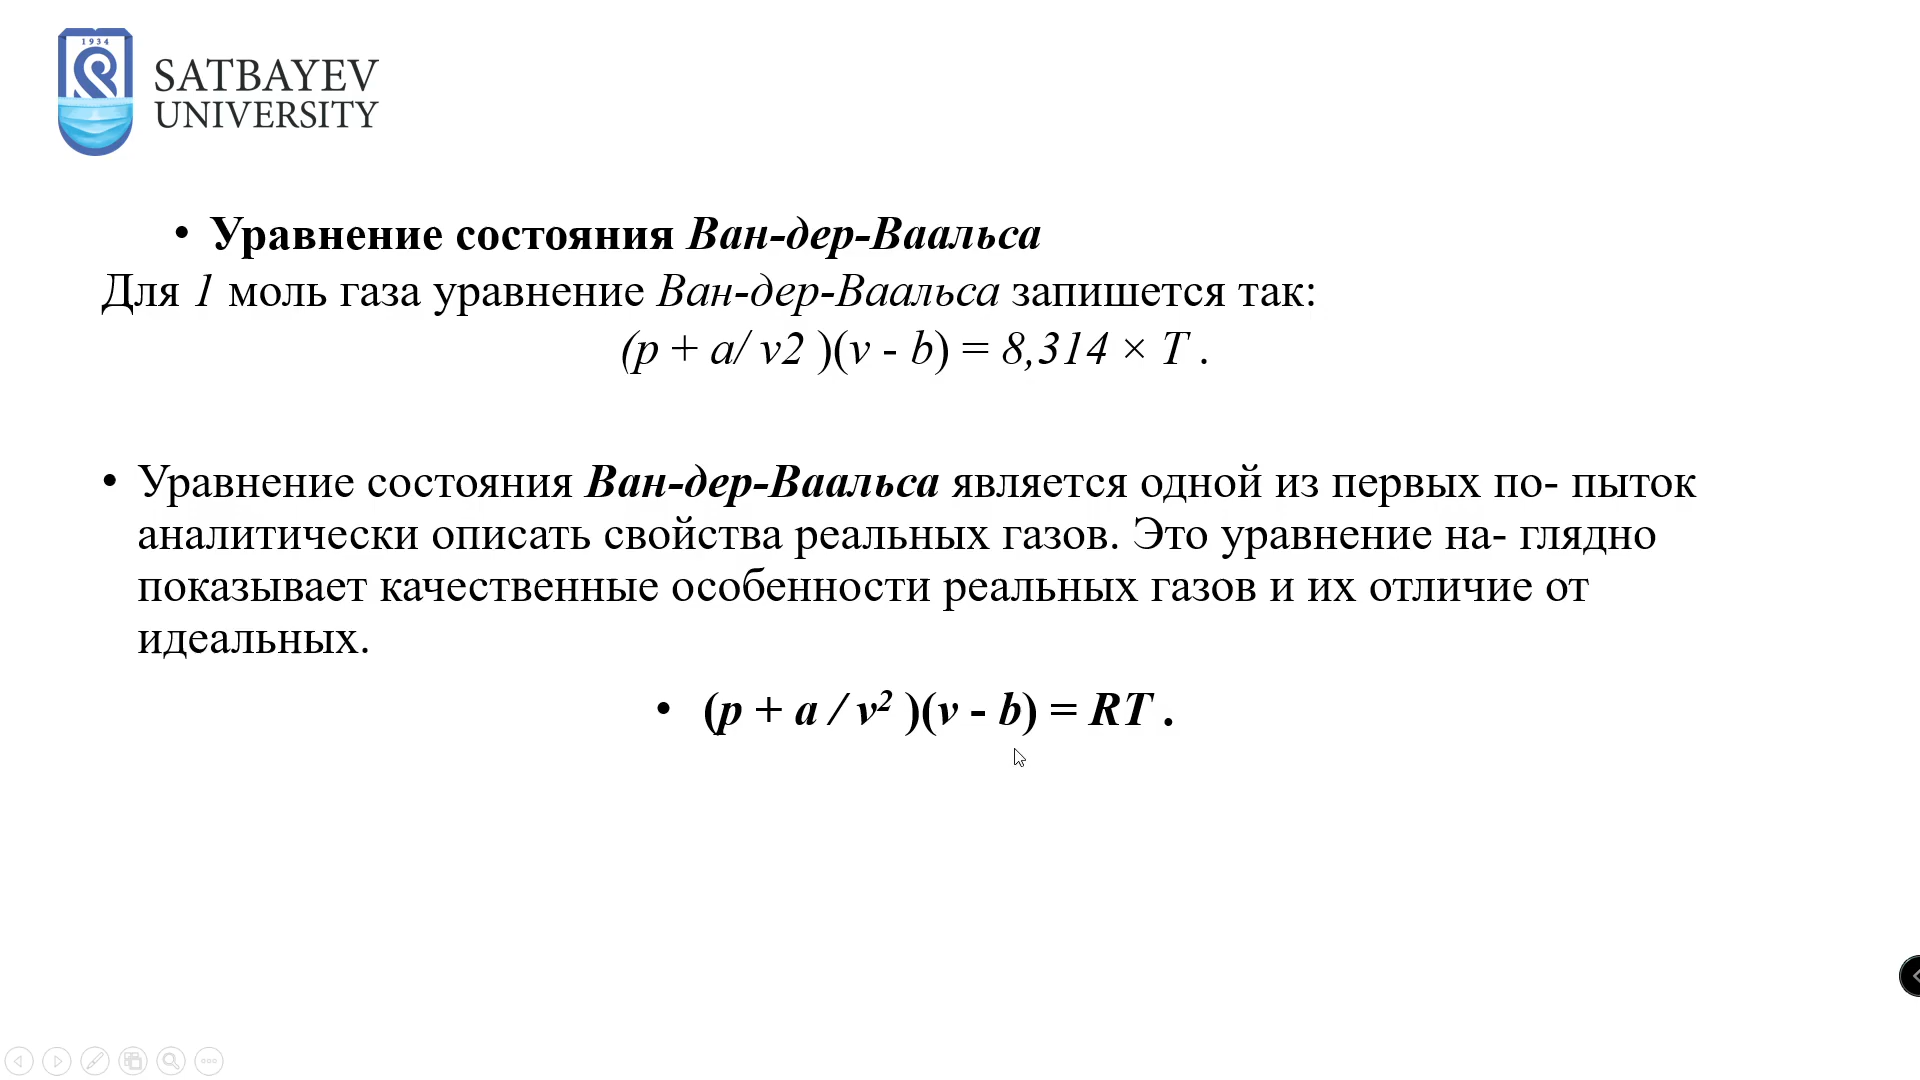 1934
SATBAYEV
UNIVERSITY
• Уравнение состояния Ван-дер-Ваальса
Для 1 моль газа уравнение Ван-дер-Ваальса запишется так:
(p + a/ v2 )(v - b) = 8,314 × T .
• Уравнение состояния Ван-дер-Ваальса является одной из первых по- пыток
аналитически описать свойства реальных газов. Это уравнение на- глядно
показывает качественные особенности реальных газов и их отличие от
идеальных.
• (p + a / v² )(v - b) = RT .